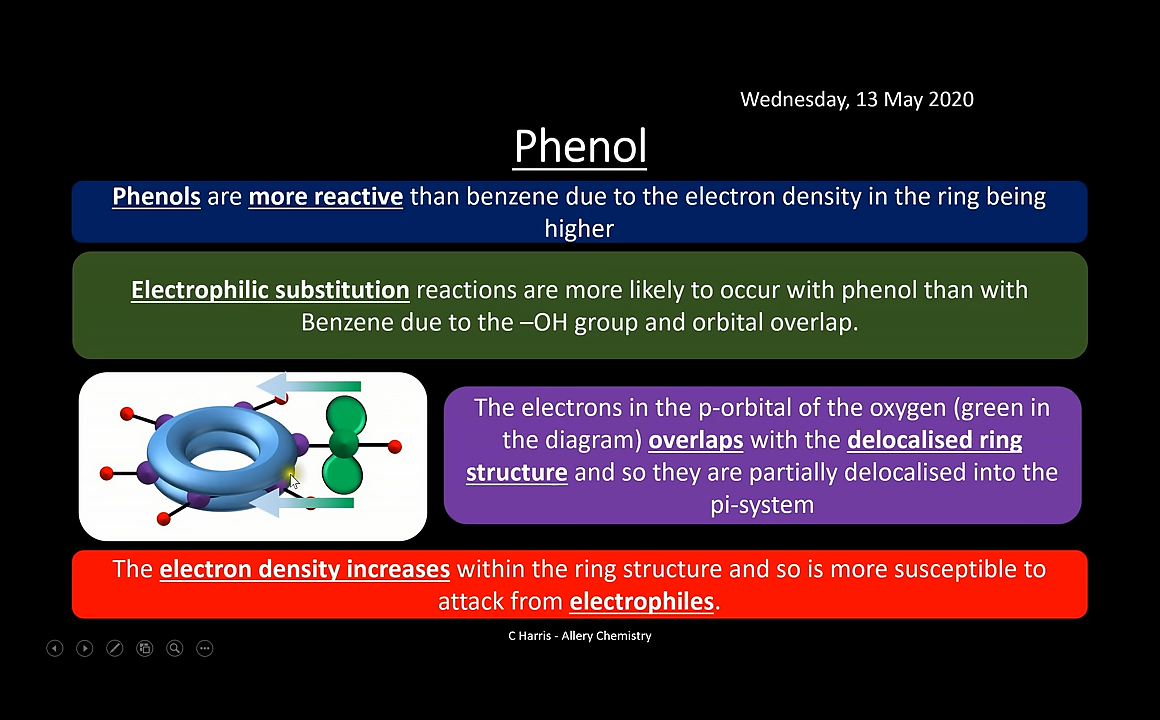 Wednesday, 13 May 2020
Phenol
Phenols are more reactive than benzene due to the electron density in the ring being
higher
Electrophilic substitution reactions are more likely to occur with phenol than with
Benzene due to the –OH group and orbital overlap.
The electrons in the p-orbital of the oxygen (green in
the diagram) overlaps with the delocalised ring
structure and so they are partially delocalised into the
pi-system
The electron density increases within the ring structure and so is more susceptible to
attack from electrophiles.
C Harris - Allery Chemistry